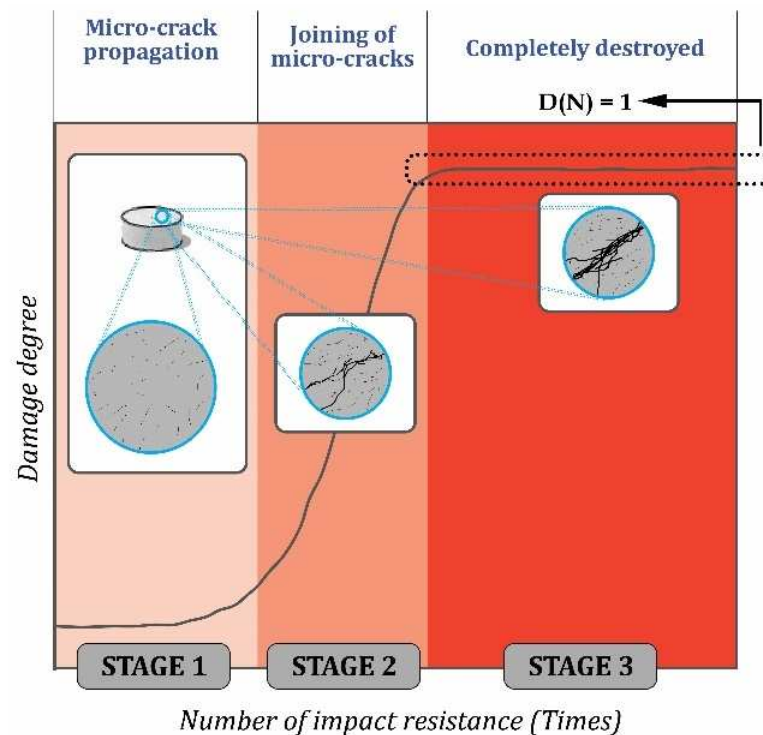 Micro-crack
propagation
Joining of
micro-cracks
Completely destroyed
D(N) = 1
Damage degree
STAGE 1
STAGE 2
STAGE 3
Number of impact resistance (Times)